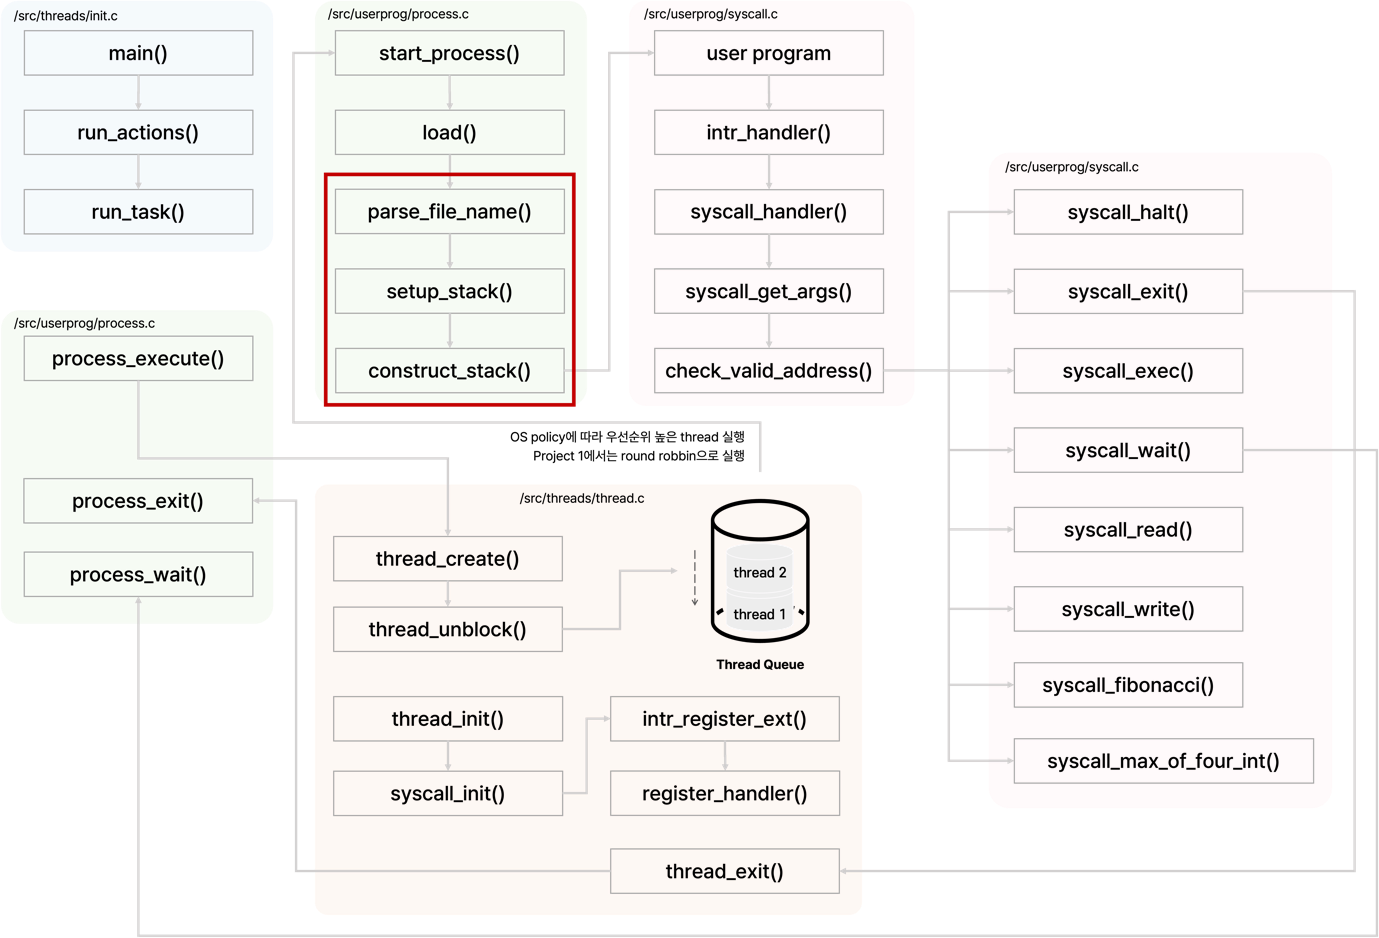 /src/threads/init.c
main()
run_actions()
run_task()
/src/userprog/process.c
start_process()
load()
parse_file_name()
setup_stack()
construct_stack()
/src/userprog/syscall.c
user program
intr_handler()
syscall_handler()
syscall_get_args()
check_valid_address()
/src/userprog/syscall.c
syscall_halt()
syscall_exit()
syscall_exec()
syscall_wait()
syscall_read()
syscall_write()
syscall_fibonacci()
syscall_max_of_four_int()
/src/userprog/process.c
process_execute()
process_exit()
process_wait()
OS policy에 따라 우선순위 높은 thread 실행
Project 1에서는 round robbin으로 실행
/src/threads/thread.c
thread_create()
thread_unblock()
thread 2
thread 1
Thread Queue
thread_init()
syscall_init()
intr_register_ext()
register_handler()
thread_exit()